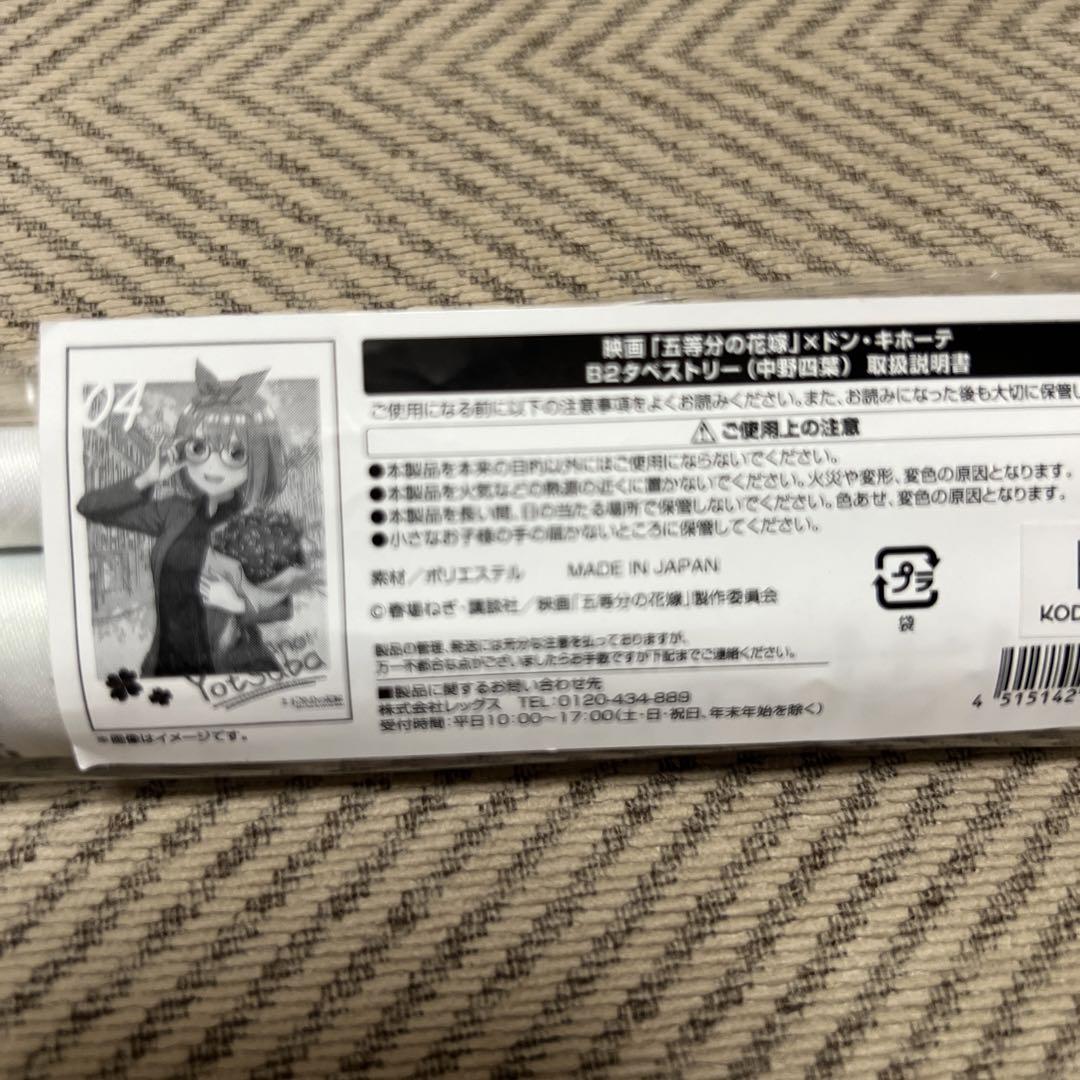 04
Yotsuba
※画像はイメージです。
映画「五等分の花嫁」×ドン・キホーテ
B2タペストリー(中野四葉) 取扱説明書
ご使用になる前に以下の注意事項をよくお読みください。また、お読みになった後も大切に保管し
⚠ご使用上の注意
●本製品を本来の目的以外にはご使用にならないでください。
●本製品を火気などの熱源の近くに置かないでください。火災や変形、変色の原因となります。
●本製品を長い間、日の当たる場所で保管しないでください。色あせ、変色の原因となります。
●小さなお子様の手の届かないところに保管してください。
素材/ポリエステル MADE IN JAPAN
©春場ねぎ・講談社/映画「五等分の花嫁」製作委員会
プラ
袋
製品の管理、発送には充分な注意を払っておりますが、
万一不都合な点がございましたらお手数ですが下記までご連絡ください。
■製品に関するお問い合わせ先
株式会社レッグス TEL:0120-434-889
受付時間:平日10:00~17:00(土・日・祝日、年末年始を除く)
KOD
4 515142